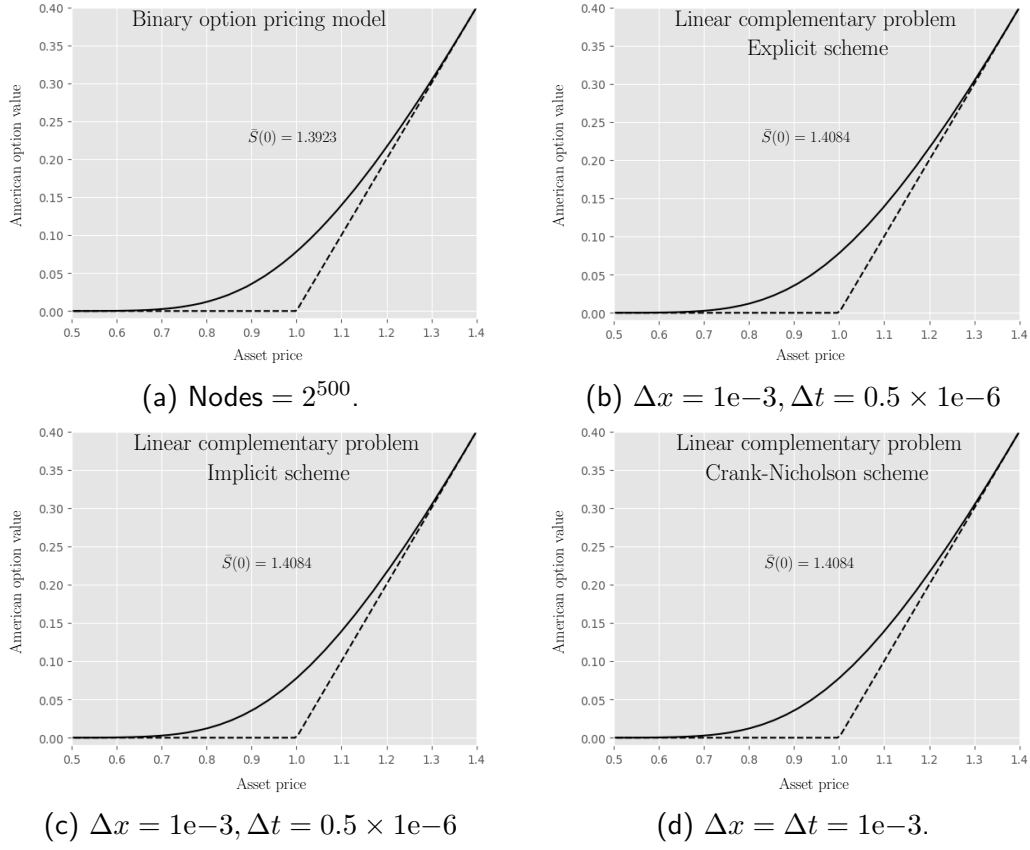 Binary option pricing model
0.40
0.35
0.30
0.25
0.20
0.15
0.10
0.05
0.00
American option value
S̄(0) = 1.3923
0.5 0.6 0.7 0.8 0.9 1.0 1.1 1.2 1.3 1.4
Asset price
(a) Nodes = 2^500.
Linear complementary problem
Explicit scheme
0.40
0.35
0.30
0.25
0.20
0.15
0.10
0.05
0.00
American option value
S̄(0) = 1.4084
0.5 0.6 0.7 0.8 0.9 1.0 1.1 1.2 1.3 1.4
Asset price
(b) Δx = 1e−3, Δt = 0.5 × 1e−6
Linear complementary problem
Implicit scheme
0.40
0.35
0.30
0.25
0.20
0.15
0.10
0.05
0.00
American option value
S̄(0) = 1.4084
0.5 0.6 0.7 0.8 0.9 1.0 1.1 1.2 1.3 1.4
Asset price
(c) Δx = 1e−3, Δt = 0.5 × 1e−6
Linear complementary problem
Crank-Nicholson scheme
0.40
0.35
0.30
0.25
0.20
0.15
0.10
0.05
0.00
American option value
S̄(0) = 1.4084
0.5 0.6 0.7 0.8 0.9 1.0 1.1 1.2 1.3 1.4
Asset price
(d) Δx = Δt = 1e−3.